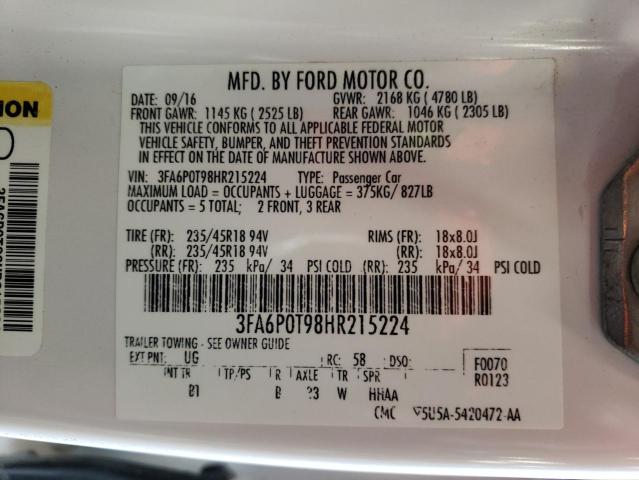 MFD. BY FORD MOTOR CO.
DATE: 09/16 GVWR: 2168 KG ( 4780 LB)
FRONT GAWR: 1145 KG ( 2525 LB) REAR GAWR: 1046 KG ( 2305 LB)
THIS VEHICLE CONFORMS TO ALL APPLICABLE FEDERAL MOTOR
VEHICLE SAFETY, BUMPER, AND THEFT PREVENTION STANDARDS
IN EFFECT ON THE DATE OF MANUFACTURE SHOWN ABOVE.
VIN: 3FA6P0T98HR215224 TYPE: Passenger Car
MAXIMUM LOAD = OCCUPANTS + LUGGAGE = 375KG/ 827LB
OCCUPANTS = 5 TOTAL; 2 FRONT, 3 REAR
TIRE (FR): 235/45R18 94V RIMS (FR): 18x8.0J
(RR): 235/45R18 94V (RR): 18x8.0J
PRESSURE (FR): 235 kPa/ 34 PSI COLD (RR): 235 kPa/ 34 PSI COLD
3FA6P0T98HR215224
TRAILER TOWING - SEE OWNER GUIDE
EXT PNT: UG RC: 58 DSO: F0070
R0123
INT TR TP/PS R AXLE TR SPR
B1 W HHAA
CMC 5U5A-5420472-AA